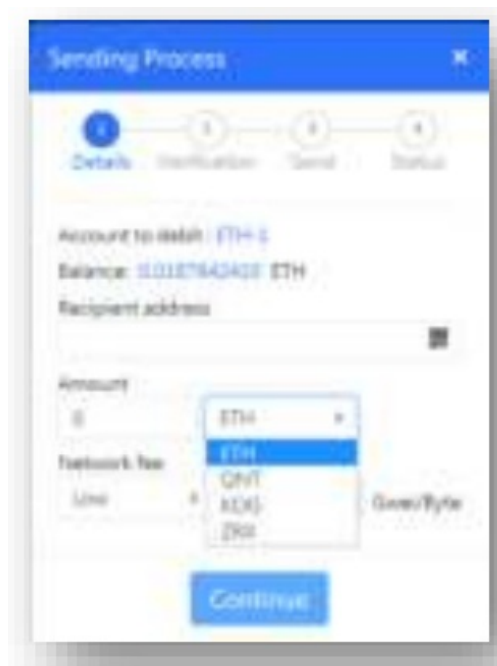 Sending Process ×
Details Verification Send Status
Account to debit: ETH-1
Balance: ETH
Recipient address
Amount
0 ETH
ETH
Network fee
QNT
Low Gwei/Byte
ZRX
Continue